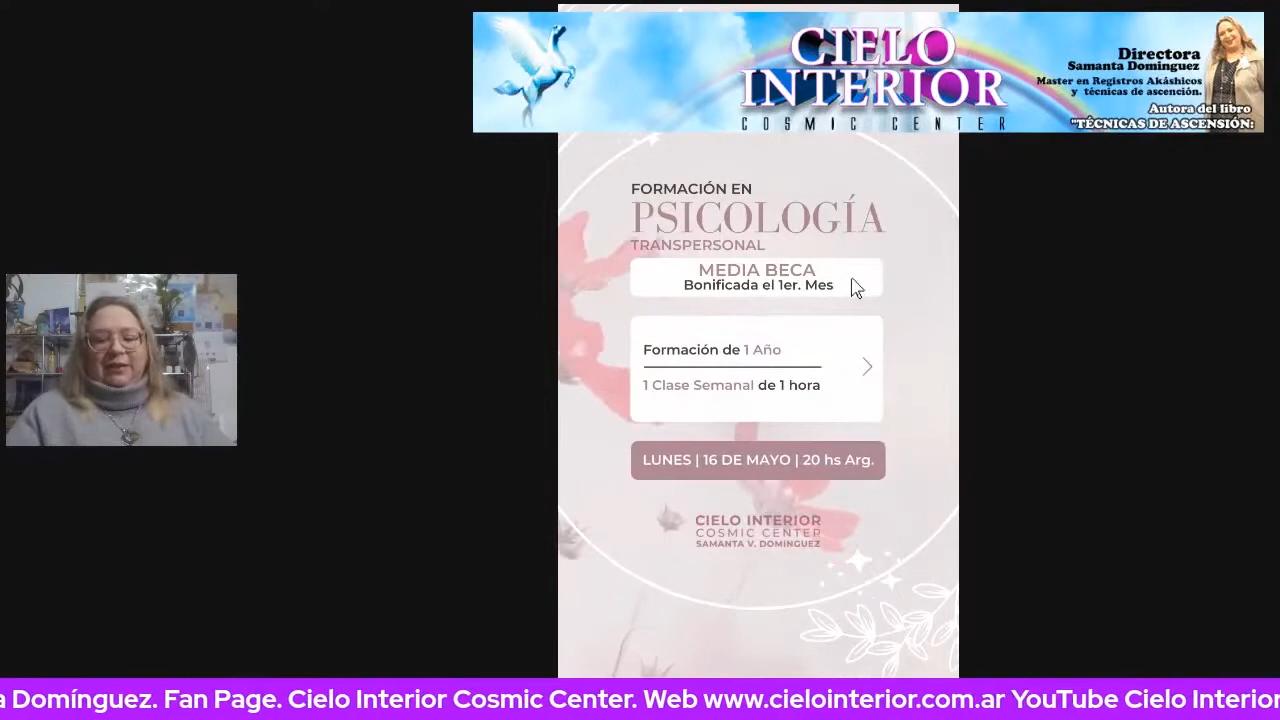 CIELO
INTERIOR
COSMIC CENTER
Directora
Samanta Dominguez
Master en Registros Akáshicos
y técnicas de ascención.
Autora del libro
"TÉCNICAS DE ASCENSIÓN:
FORMACIÓN EN
PSICOLOGÍA
TRANSPERSONAL
MEDIA BECA
Bonificada el 1er. Mes
Formación de 1 Año
1 Clase Semanal de 1 hora
LUNES | 16 DE MAYO | 20 hs Arg.
CIELO INTERIOR
COSMIC CENTER
SAMANTA V. DOMINGUEZ
a Domínguez. Fan Page. Cielo Interior Cosmic Center. Web www.cielointerior.com.ar YouTube Cielo Interior